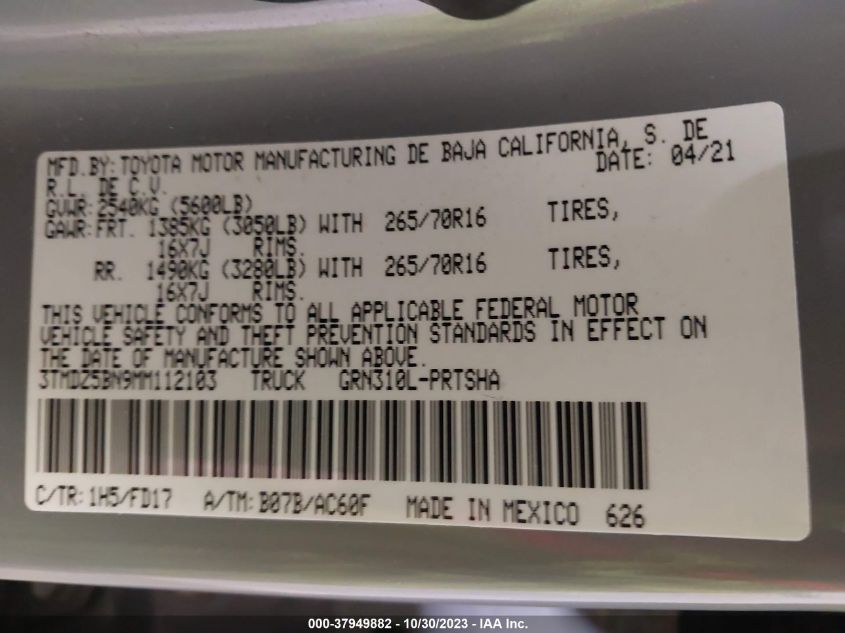 MFD.BY: TOYOTA MOTOR MANUFACTURING DE BAJA CALIFORNIA, S. DE
R.L. DE C.V. DATE: 04/21
GVWR: 2540KG (5600LB)
GAWR: FRT. 1385KG (3050LB) WITH 265/70R16 TIRES,
16X7J RIMS.
RR. 1490KG (3280LB) WITH 265/70R16 TIRES,
16X7J RIMS.
THIS VEHICLE CONFORMS TO ALL APPLICABLE FEDERAL MOTOR
VEHICLE SAFETY AND THEFT PREVENTION STANDARDS IN EFFECT ON
THE DATE OF MANUFACTURE SHOWN ABOVE.
3TMDZ5BN9MM112103 TRUCK GRN310L-PRTSHA
C/TR: 1H5/FD17 A/TM: B07B/AC60F MADE IN MEXICO 626
000-37949882 - 10/30/2023 - IAA Inc.